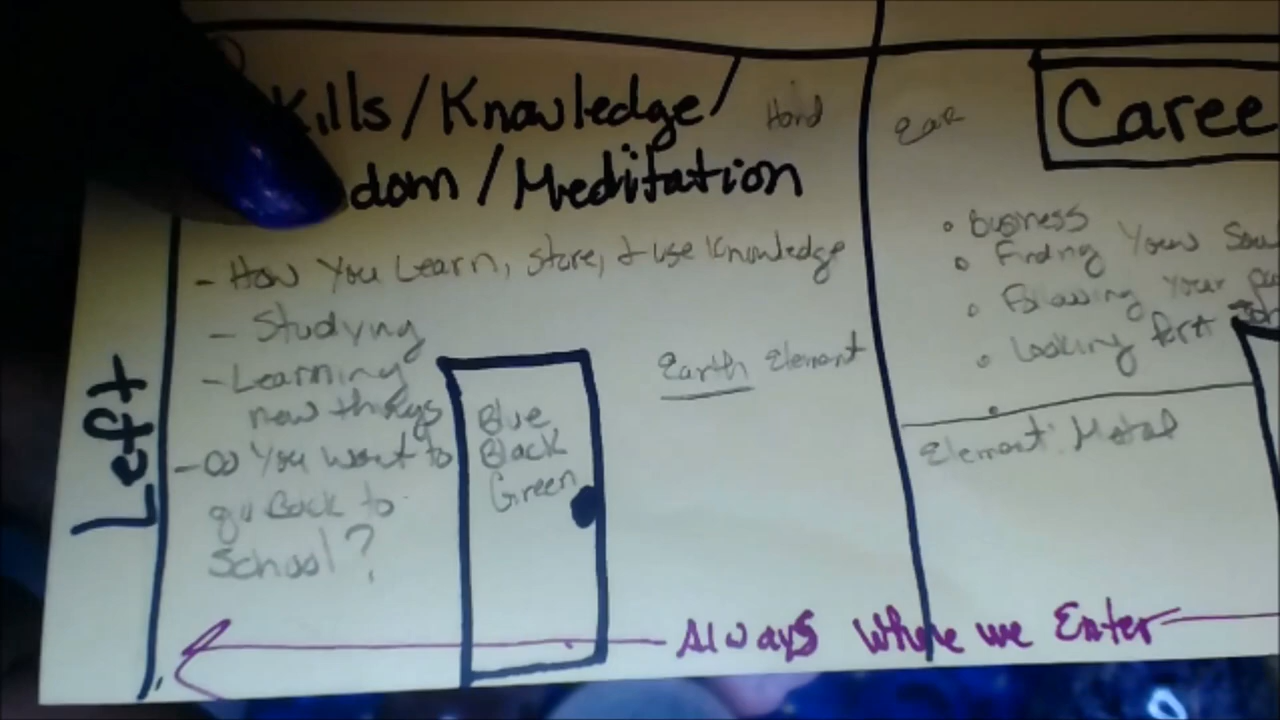 kills/Knowledge/
dom/Meditation
Hand
- How You Learn, store, & use Knowledge
- Studying
- Learning
new things
- Do You want to
go Back to
School?
Blue
Black
Green
Earth Element
Left
Ear
Caree
• Business
• Finding Your Sou
• Following Your
• Looking
Element: Metal
Always Where we Enter